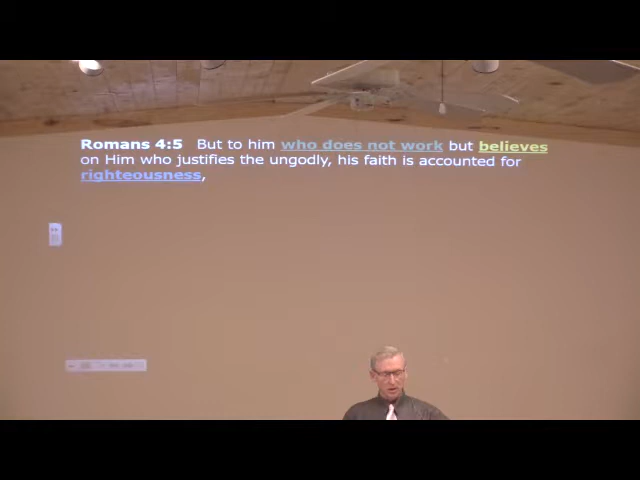 Romans 4:5 But to him who does not work but believes
on Him who justifies the ungodly, his faith is accounted for
righteousness,